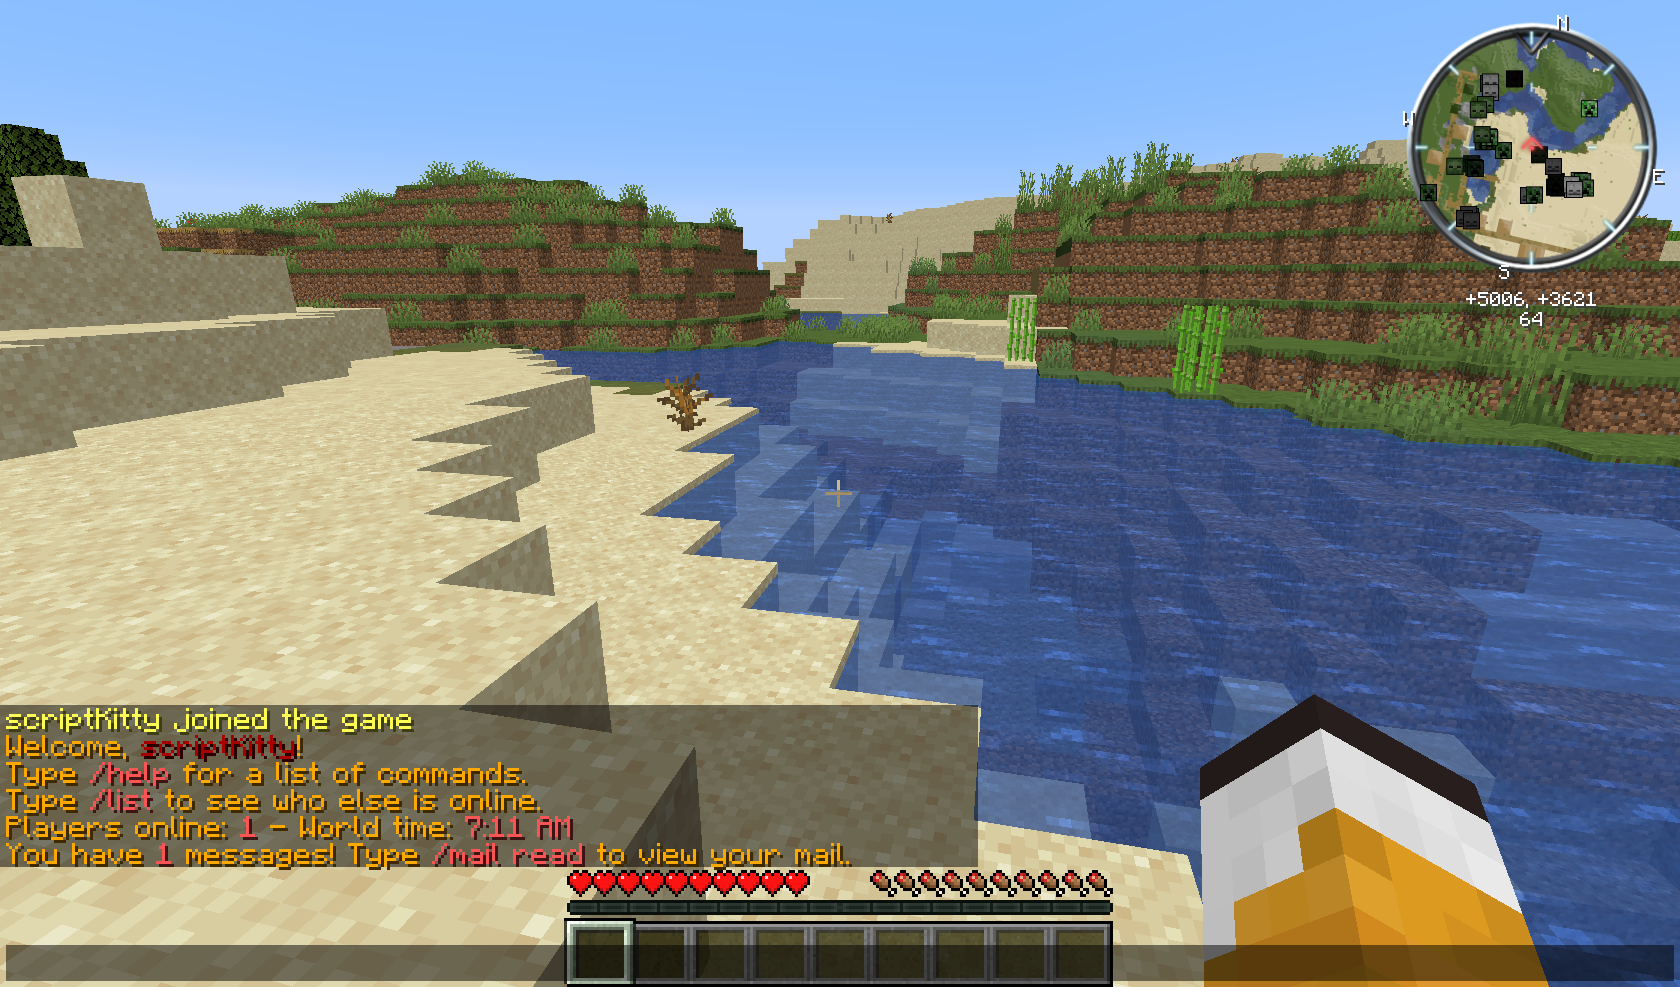 N
W
E
S
+5006, +3621
64
scriptKitty joined the game
Welcome, scriptKitty!
Type /help for a list of commands.
Type /list to see who else is online.
Players online: 1 - World time: 7:11 AM
You have 1 messages! Type /mail read to view your mail.